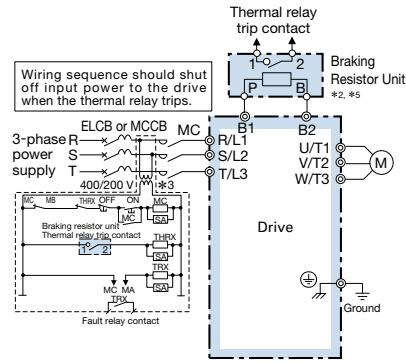 Thermal relay
trip contact
1 2
Braking
Resistor Unit
*2, *5
P B
Wiring sequence should shut
off input power to the drive
when the thermal relay trips.
B1 B2
ELCB or MCCB MC
3-phase R R/L1 U/T1
power S S/L2 V/T2 M
supply T T/L3 W/T3
400/200 V *3
MC MB THRX OFF ON MC
SA
Braking resistor unit
Thermal relay trip contact
1 2
THRX
SA
TRX
SA
MC MA
TRX
Fault relay contact
Drive
Ground